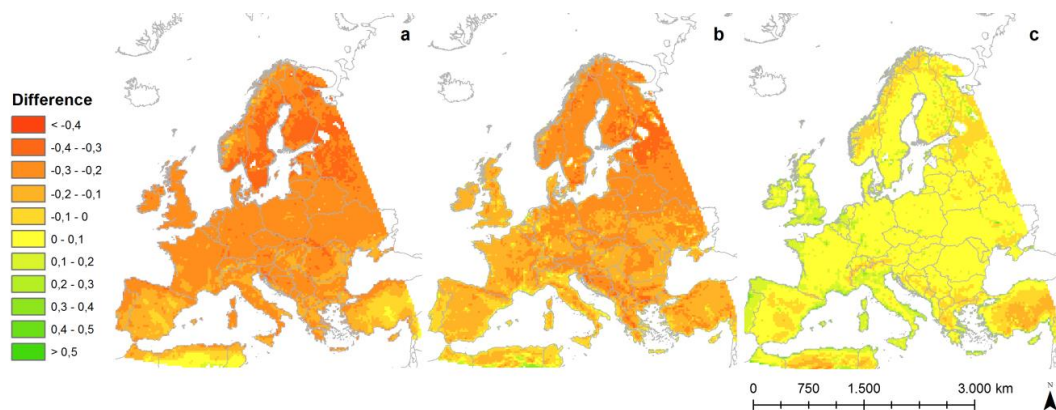 a
b
c
Difference
< -0,4
-0,4 - -0,3
-0,3 - -0,2
-0,2 - -0,1
-0,1 - 0
0 - 0,1
0,1 - 0,2
0,2 - 0,3
0,3 - 0,4
0,4 - 0,5
> 0,5
0 750 1.500 3.000 km
N